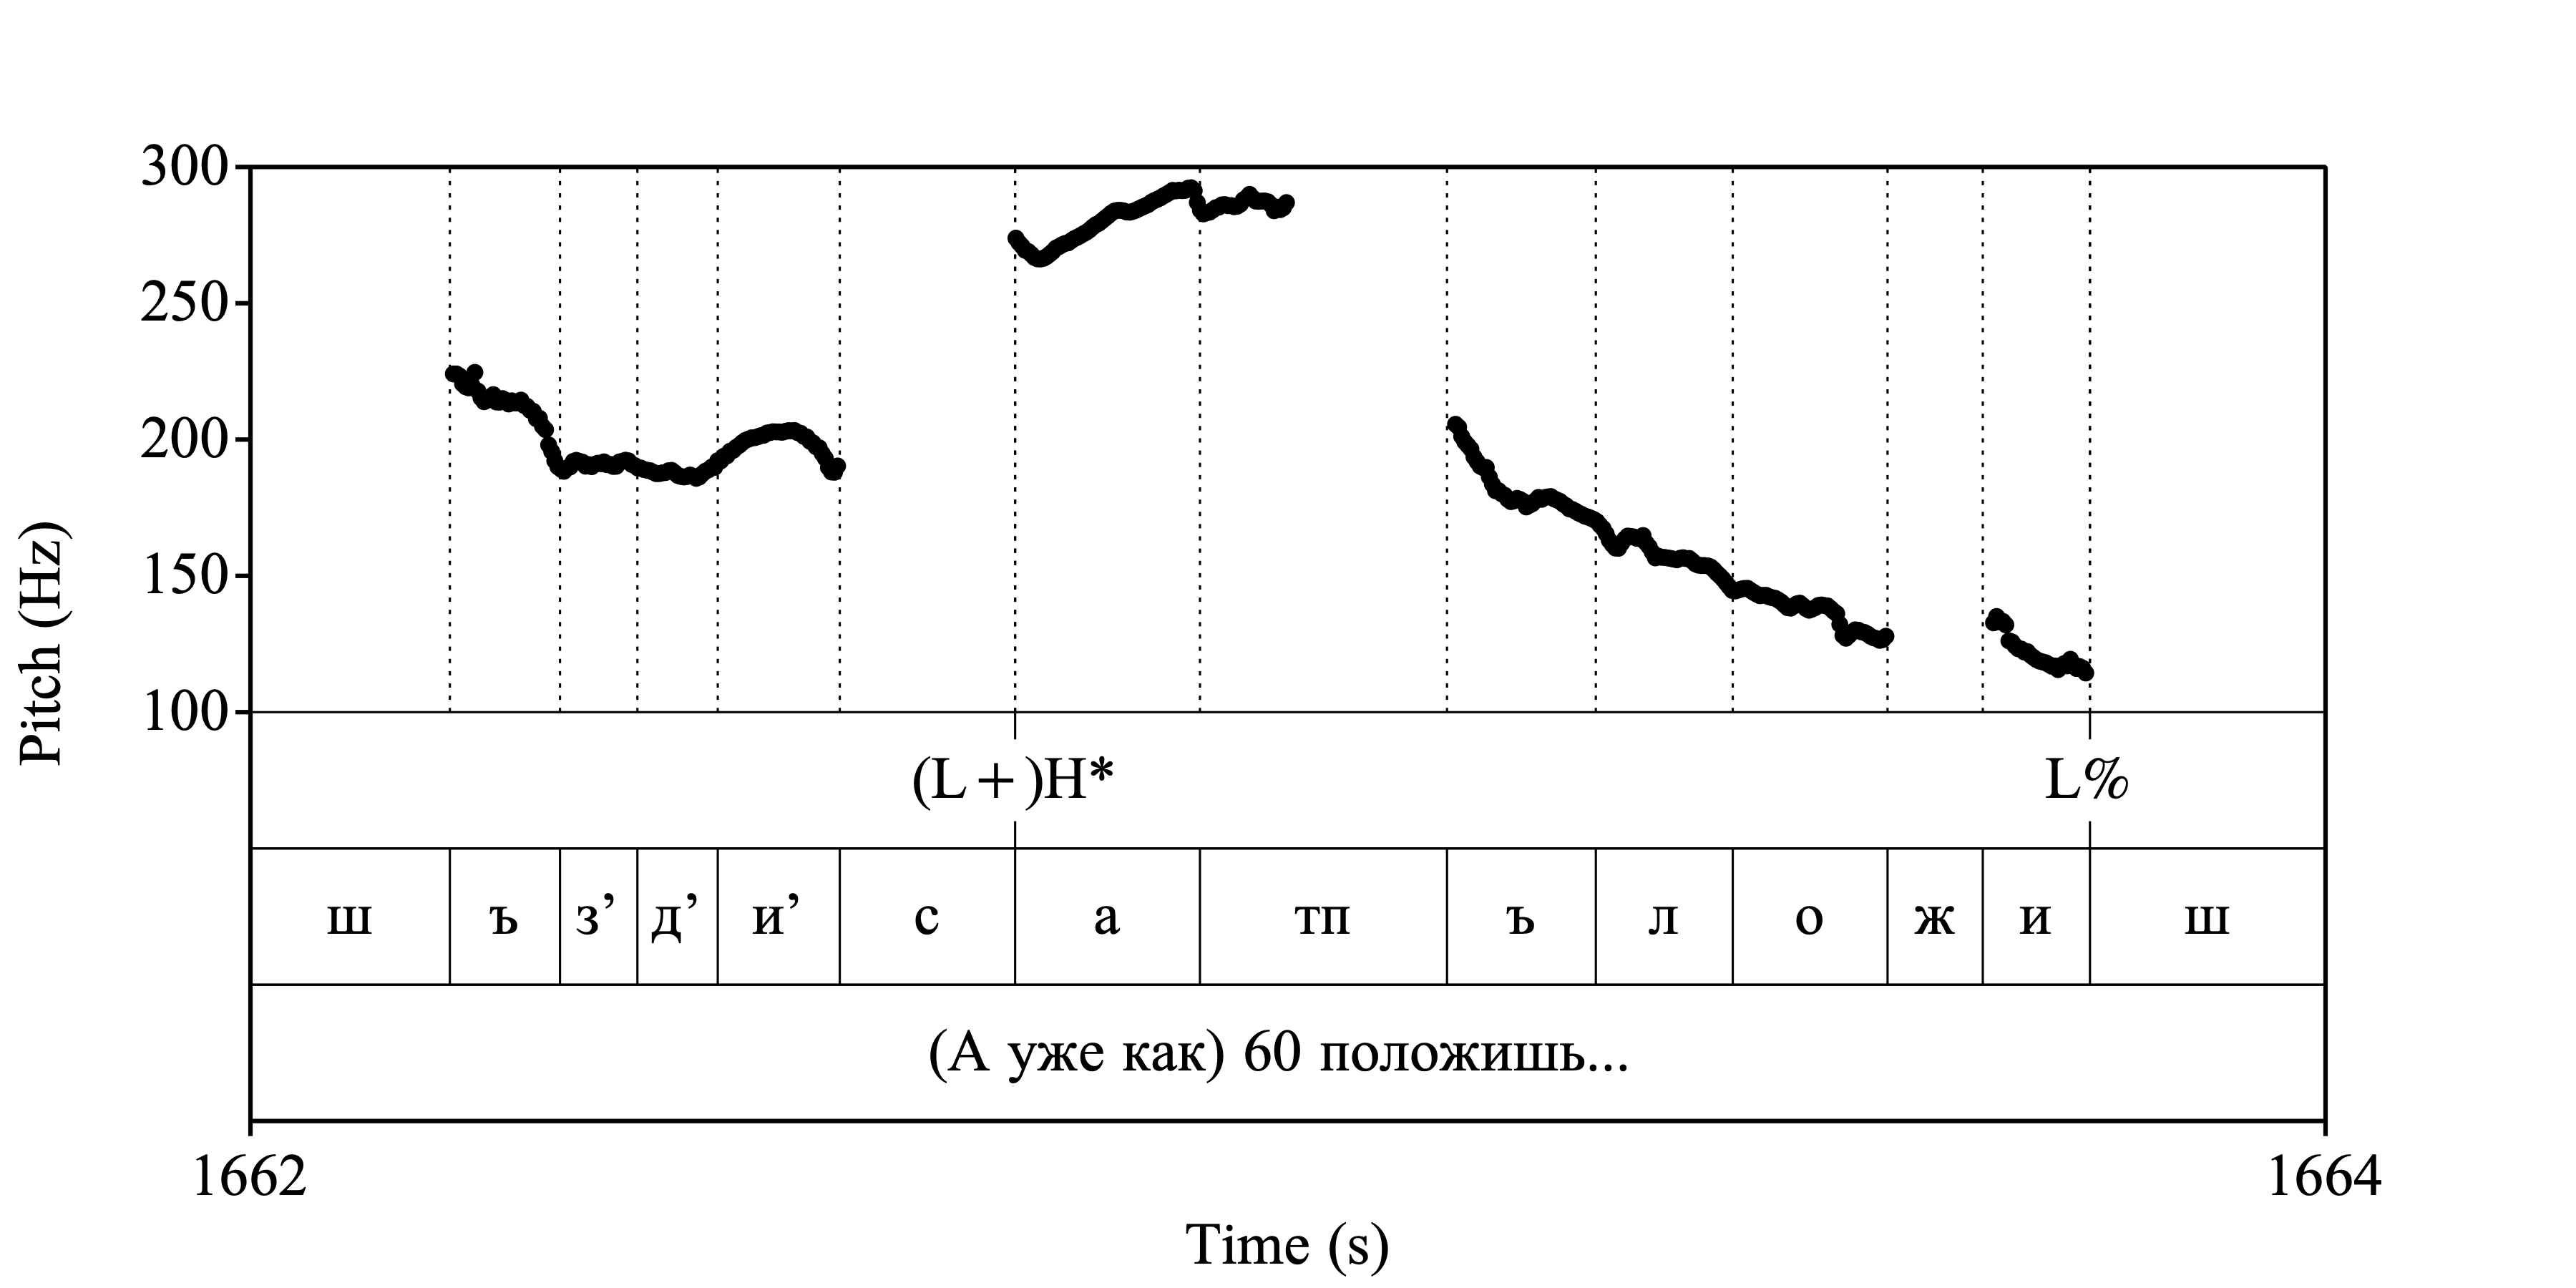 300
250
200
150
100
Pitch (Hz)
(L+)H* L%
ш ъ з’ д’ и’ с а тп ъ л о ж и ш
(А уже как) 60 положишь...
1662 1664
Time (s)